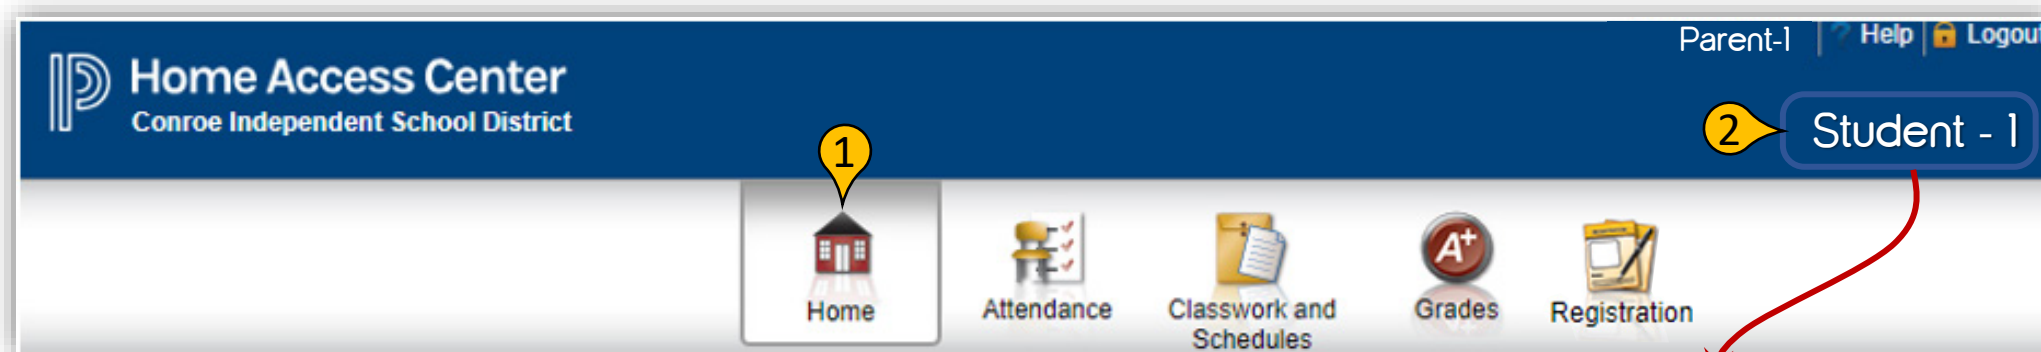 Parent-1 ? Help Logout
Home Access Center
Conroe Independent School District
1
2
Student - 1
A+
Home
Attendance
Classwork and
Schedules
Grades
Registration